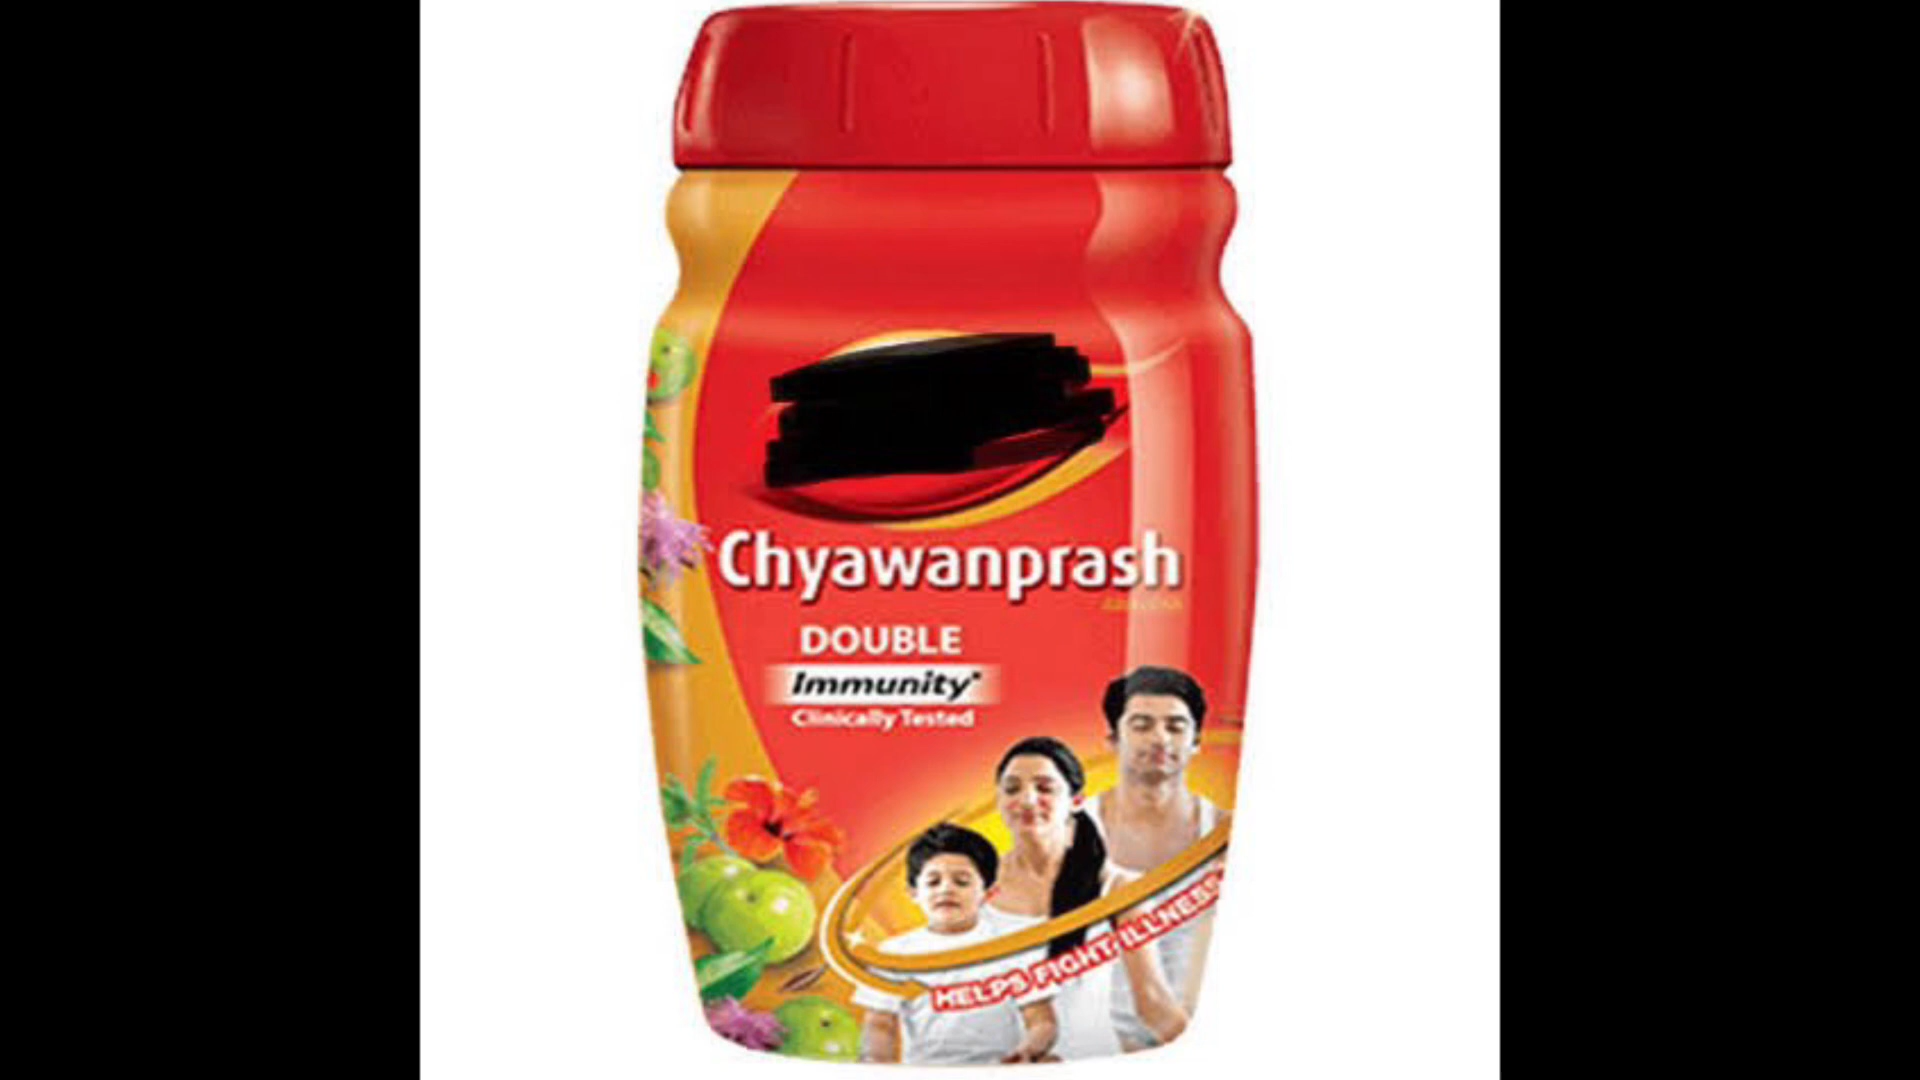 Chyawanprash
DOUBLE
Immunity*
Clinically Tested
HELPS FIGHT ILLNESS